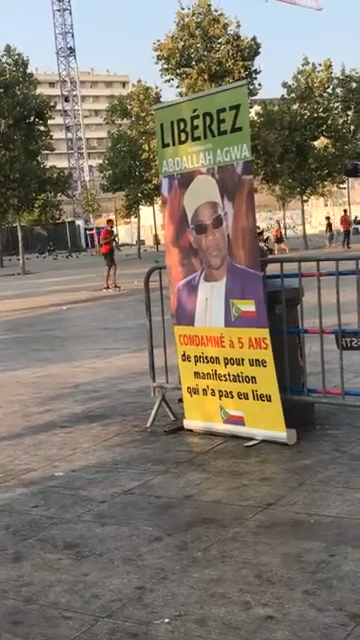 LIBÉREZ
ABDALLAH AGWA
CONDAMNÉ à 5 ANS
de prison pour une
manifestation
qui n'a pas eu lieu